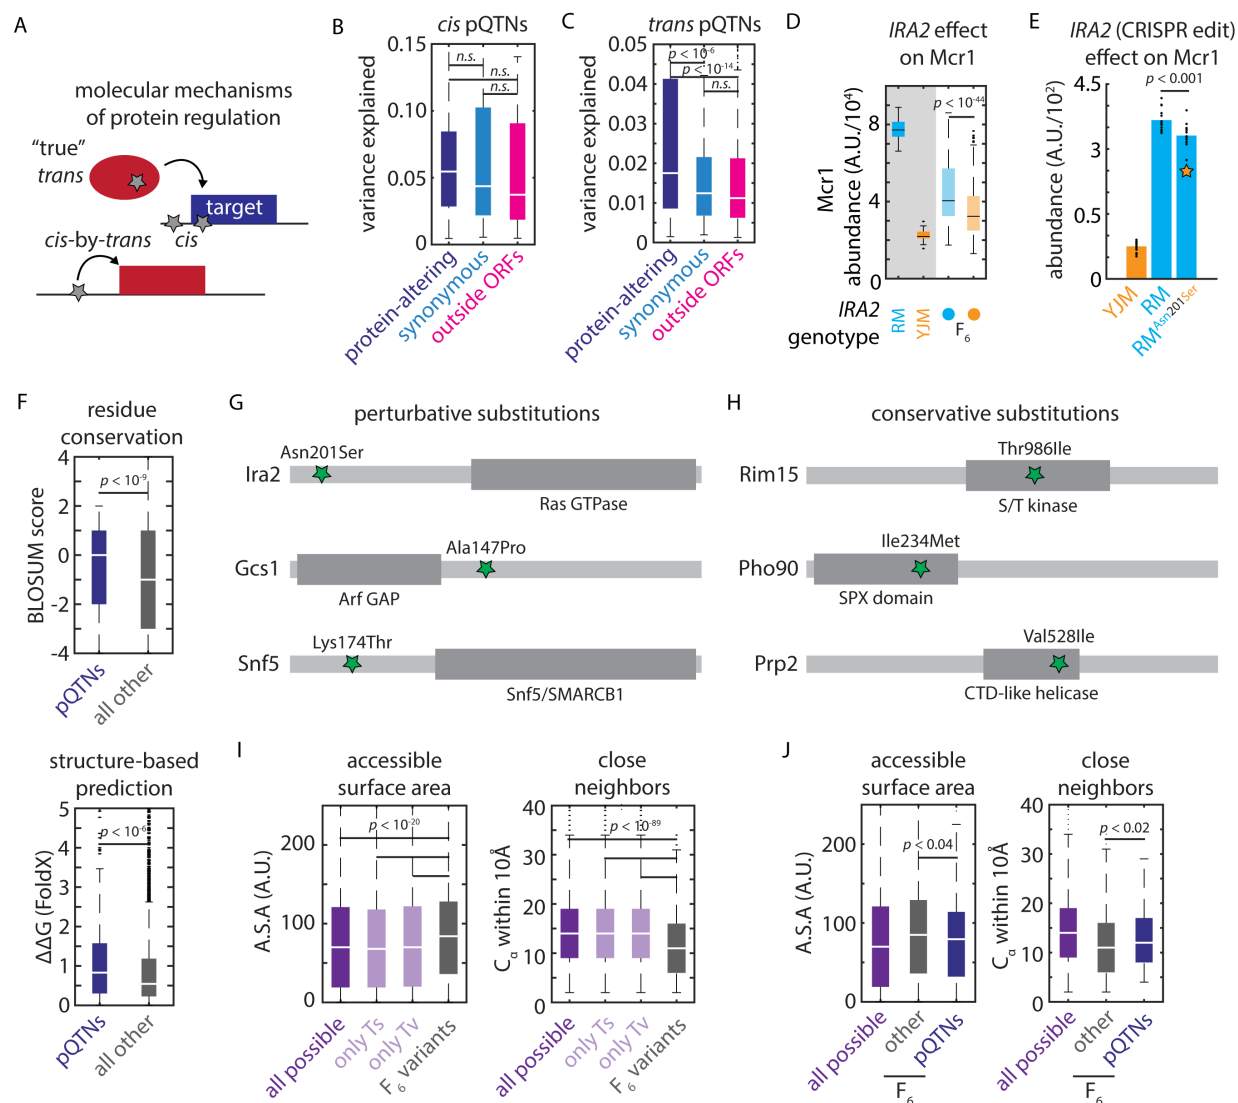 A
molecular mechanisms
of protein regulation
“true”
trans
target
cis-by-trans
cis
B
cis pQTNs
variance explained
0.15
0.10
0.05
0
n.s.
n.s.
n.s.
protein-altering
synonymous
outside ORFs
C
trans pQTNs
variance explained
0.05
0.04
0.03
0.02
0.01
0
p < 10-6
p < 10-14
n.s.
protein-altering
synonymous
outside ORFs
D
IRA2 effect
on Mcr1
Mcr1
abundance (A.U./10⁴)
8
4
0
p < 10-44
IRA2
genotype
RM
YJM
F6
E
IRA2 (CRISPR edit)
effect on Mcr1
abundance (A.U./10²)
4.5
3
0.5
0
p < 0.001
YJM
RM
RMAsn201Ser
F
residue
conservation
BLOSUM score
4
2
0
-2
-4
p < 10-9
pQTNs
all other
structure-based
prediction
ΔΔG (FoldX)
5
4
3
2
1
0
p < 10-6
pQTNs
all other
G
perturbative substitutions
Asn201Ser
Ira2
Ras GTPase
Ala147Pro
Gcs1
Arf GAP
Lys174Thr
Snf5
Snf5/SMARCB1
H
conservative substitutions
Thr986Ile
Rim15
S/T kinase
Ile234Met
Pho90
SPX domain
Val528Ile
Prp2
CTD-like helicase
I
accessible
surface area
A.S.A (A.U.)
200
100
0
p < 10-20
all possible
only Ts
only Tv
F6 variants
close
neighbors
Cα within 10Å
40
30
20
10
0
p < 10-89
all possible
only Ts
only Tv
F6 variants
J
accessible
surface area
A.S.A (A.U.)
200
100
0
p < 0.04
all possible
other
pQTNs
F6
close
neighbors
Cα within 10Å
40
30
20
10
0
p < 0.02
all possible
other
pQTNs
F6